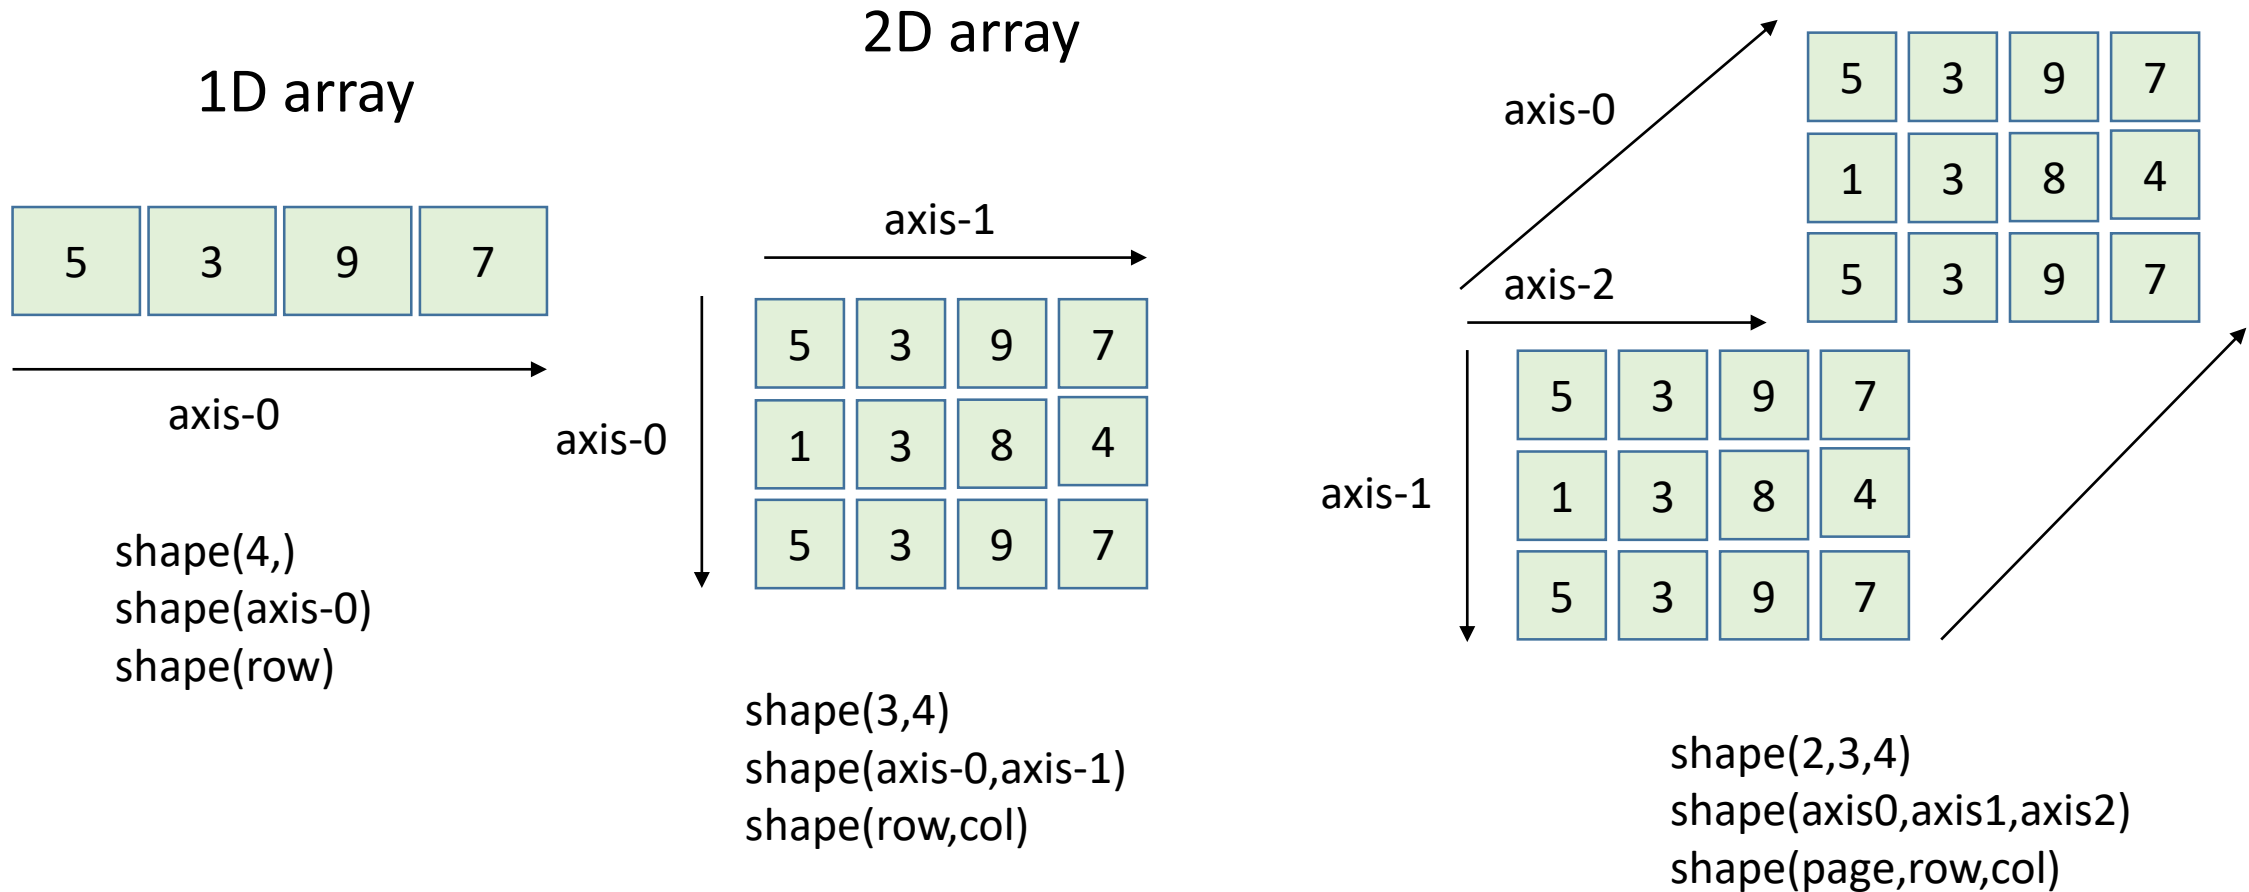 1D array
5 3 9 7
axis-0
shape(4,)
shape(axis-0)
shape(row)
2D array
axis-1
axis-0
5 3 9 7
1 3 8 4
5 3 9 7
shape(3,4)
shape(axis-0,axis-1)
shape(row,col)
axis-0
5 3 9 7
1 3 8 4
5 3 9 7
axis-2
axis-1
5 3 9 7
1 3 8 4
5 3 9 7
shape(2,3,4)
shape(axis0,axis1,axis2)
shape(page,row,col)